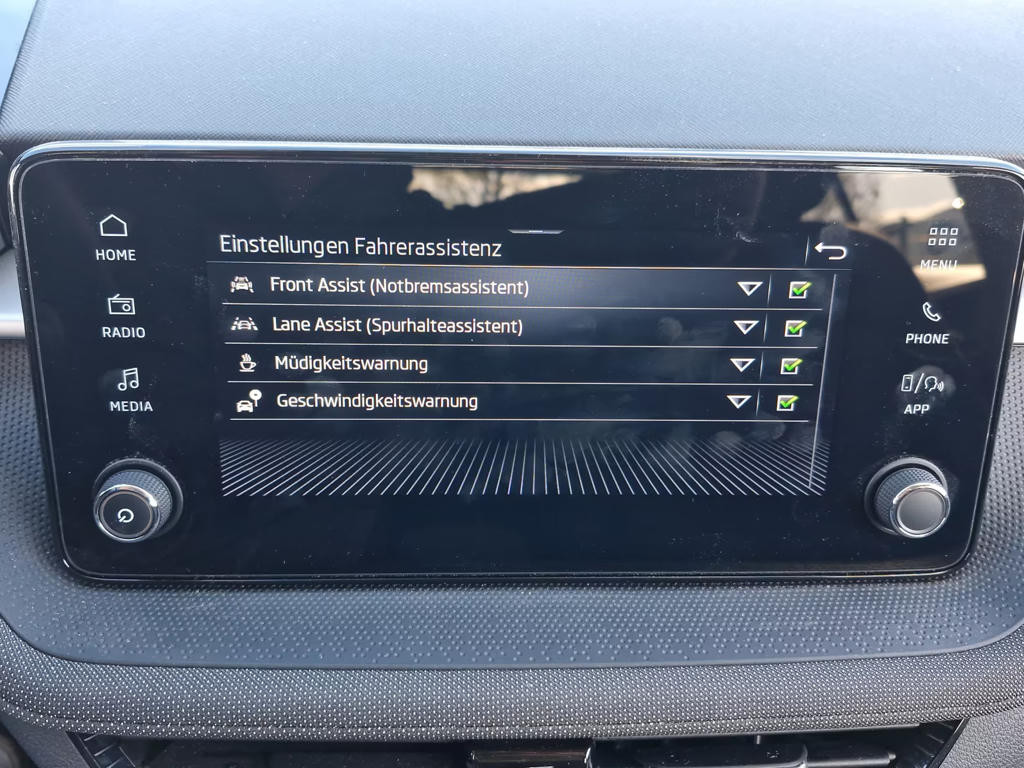 HOME
RADIO
MEDIA
Einstellungen Fahrerassistenz
Front Assist (Notbremsassistent)
Lane Assist (Spurhalteassistent)
Müdigkeitswarnung
Geschwindigkeitswarnung
MENU
PHONE
APP